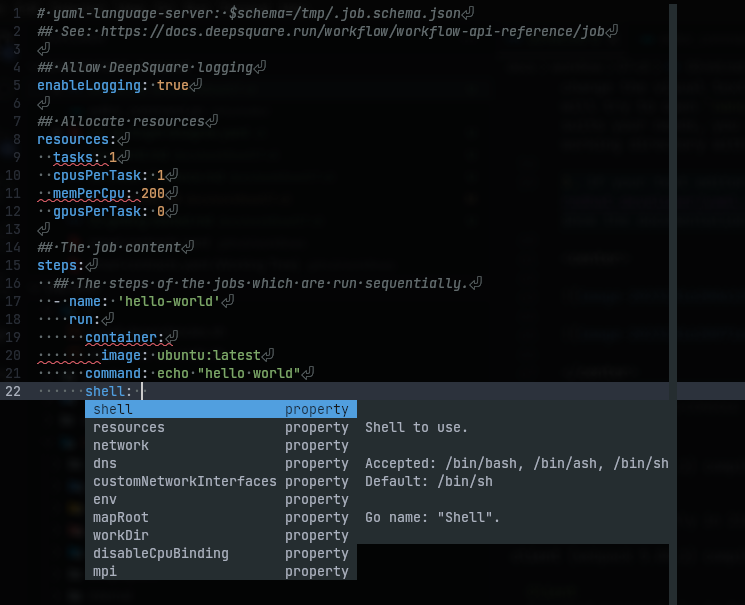 1 # yaml-language-server: $schema=/tmp/.job.schema.json
2 ## See: https://docs.deepsquare.run/workflow/workflow-api-reference/job
3
4 ## Allow DeepSquare logging
5 enableLogging: true
6
7 ## Allocate resources
8 resources:
9   tasks: 1
10   cpusPerTask: 1
11   memPerCpu: 200
12   gpusPerTask: 0
13
14 ## The job content
15 steps:
16   ## The steps of the jobs which are run sequentially.
17   - name: 'hello-world'
18     run:
19       container:
20         image: ubuntu:latest
21       command: echo "hello world"
22       shell:
shell property
resources property Shell to use.
network property
dns property Accepted: /bin/bash, /bin/ash, /bin/sh
customNetworkInterfaces property Default: /bin/sh
env property
mapRoot property Go name: "Shell".
workDir property
disableCpuBinding property
mpi property